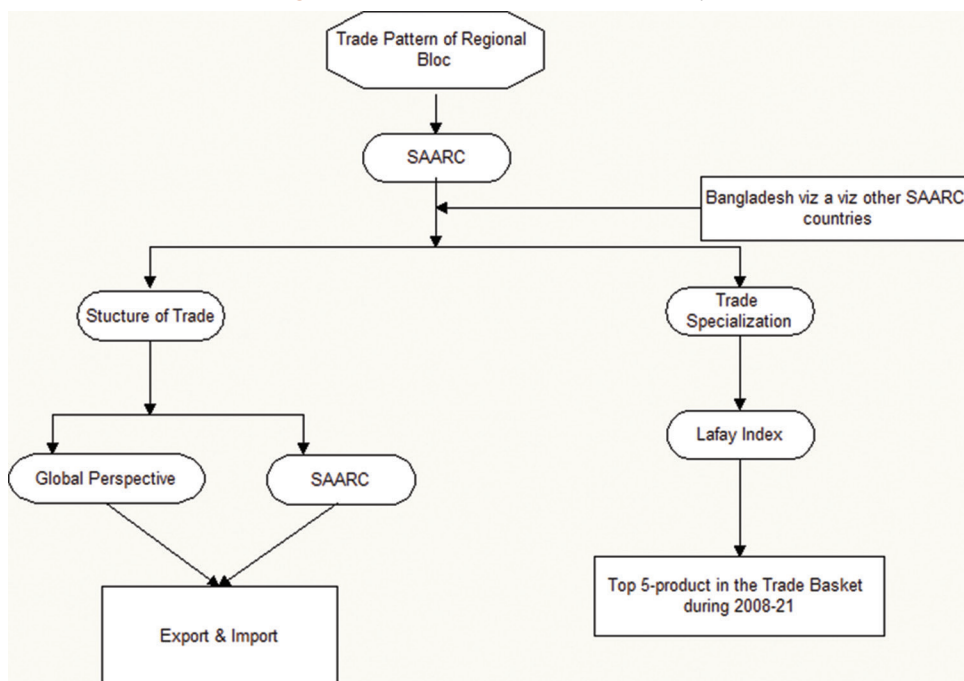 Trade Pattern of Regional
Bloc
SAARC
Bangladesh viz a viz other SAARC
countries
Stucture of Trade
Trade
Specialization
Lafay Index
Global Perspective
SAARC
Top 5-product in the Trade Basket
during 2008-21
Export & Import